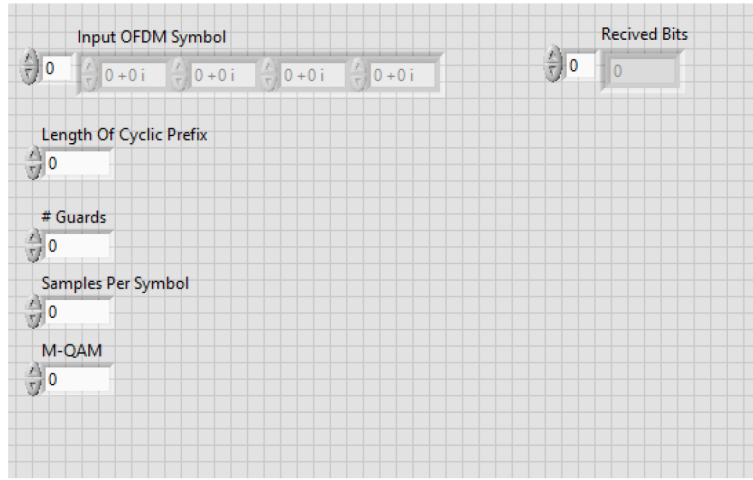 Input OFDM Symbol
Recived Bits
0 0 +0 i 0 +0 i 0 +0 i 0 +0 i
0 0
Length Of Cyclic Prefix
0
# Guards
0
Samples Per Symbol
0
M-QAM
0